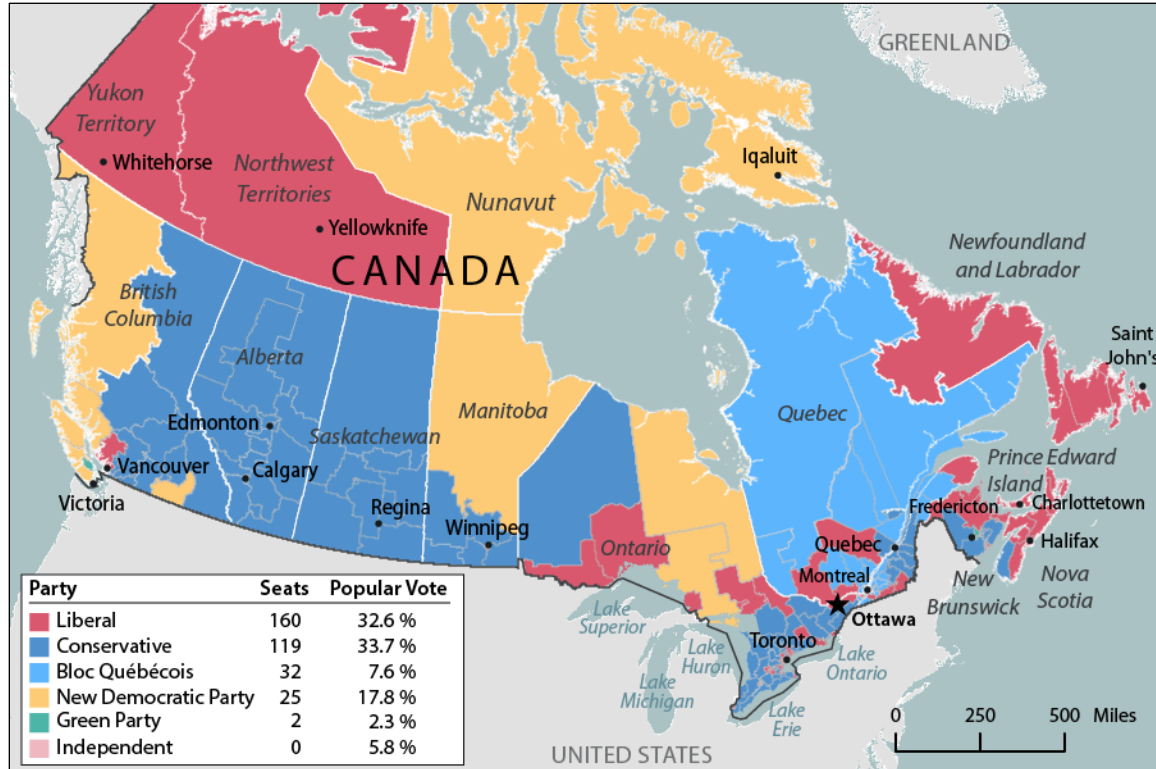 GREENLAND
Yukon
Territory
Whitehorse
Northwest
Territories
Yellowknife
Nunavut
Iqaluit
CANADA
Newfoundland
and Labrador
Saint
John's
British
Columbia
Alberta
Edmonton
Saskatchewan
Manitoba
Quebec
Calgary
Vancouver
Victoria
Regina
Winnipeg
Ontario
Prince Edward
Island
Charlottetown
Fredericton
Halifax
Quebec
Montreal
New
Brunswick
Nova
Scotia
Ottawa
Toronto
Lake
Superior
Lake
Huron
Lake
Michigan
Lake
Ontario
Lake
Erie
UNITED STATES
0 250 500 Miles
Party Seats Popular Vote
Liberal 160 32.6 %
Conservative 119 33.7 %
Bloc Québécois 32 7.6 %
New Democratic Party 25 17.8 %
Green Party 2 2.3 %
Independent 0 5.8 %